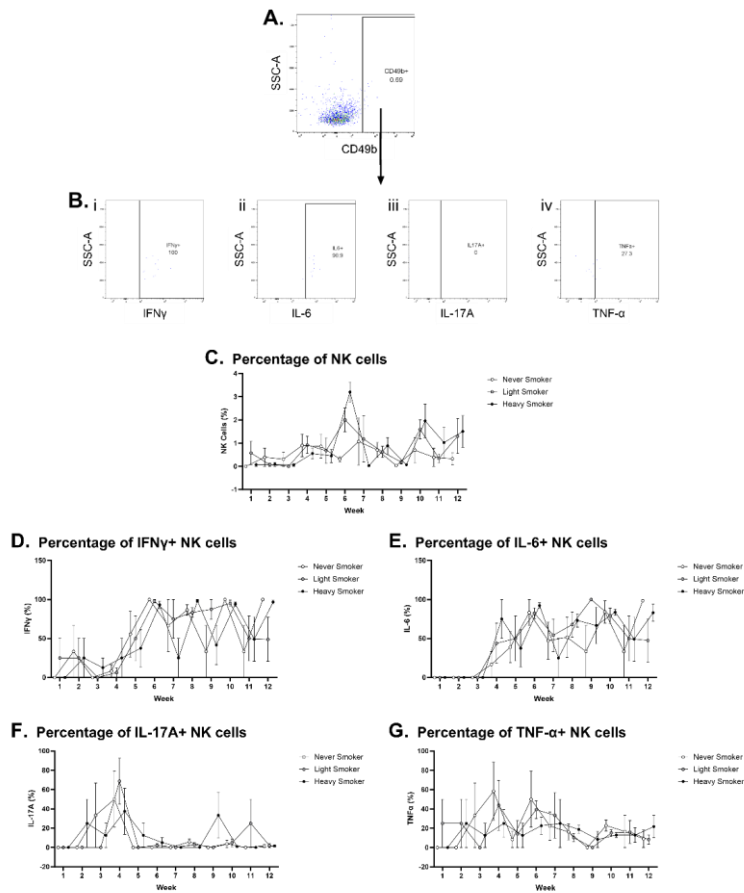 A.
SSC-A
CD49b+
0.69
CD49b
B.
i
ii
iii
iv
SSC-A
IFNγ+
100
IFNγ
SSC-A
IL6+
IL-6
SSC-A
IL17A+
0
IL-17A
SSC-A
TNFα+
27.3
TNF-α
C. Percentage of NK cells
NK Cells (%)
4
3
2
1
0
-1
1 2 3 4 5 6 7 8 9 10 11 12
Week
Never Smoker
Light Smoker
Heavy Smoker
D. Percentage of IFNγ+ NK cells
IFNγ (%)
150
100
50
0
1 2 3 4 5 6 7 8 9 10 11 12
Week
Never Smoker
Light Smoker
Heavy Smoker
E. Percentage of IL-6+ NK cells
IL-6 (%)
150
100
50
0
1 2 3 4 5 6 7 8 9 10 11 12
Week
Never Smoker
Light Smoker
Heavy Smoker
F. Percentage of IL-17A+ NK cells
IL-17A (%)
100
80
60
40
20
0
1 2 3 4 5 6 7 8 9 10 11 12
Week
Never Smoker
Light Smoker
Heavy Smoker
G. Percentage of TNF-α+ NK cells
TNFα (%)
100
80
60
40
20
0
1 2 3 4 5 6 7 8 9 10 11 12
Week
Never Smoker
Light Smoker
Heavy Smoker